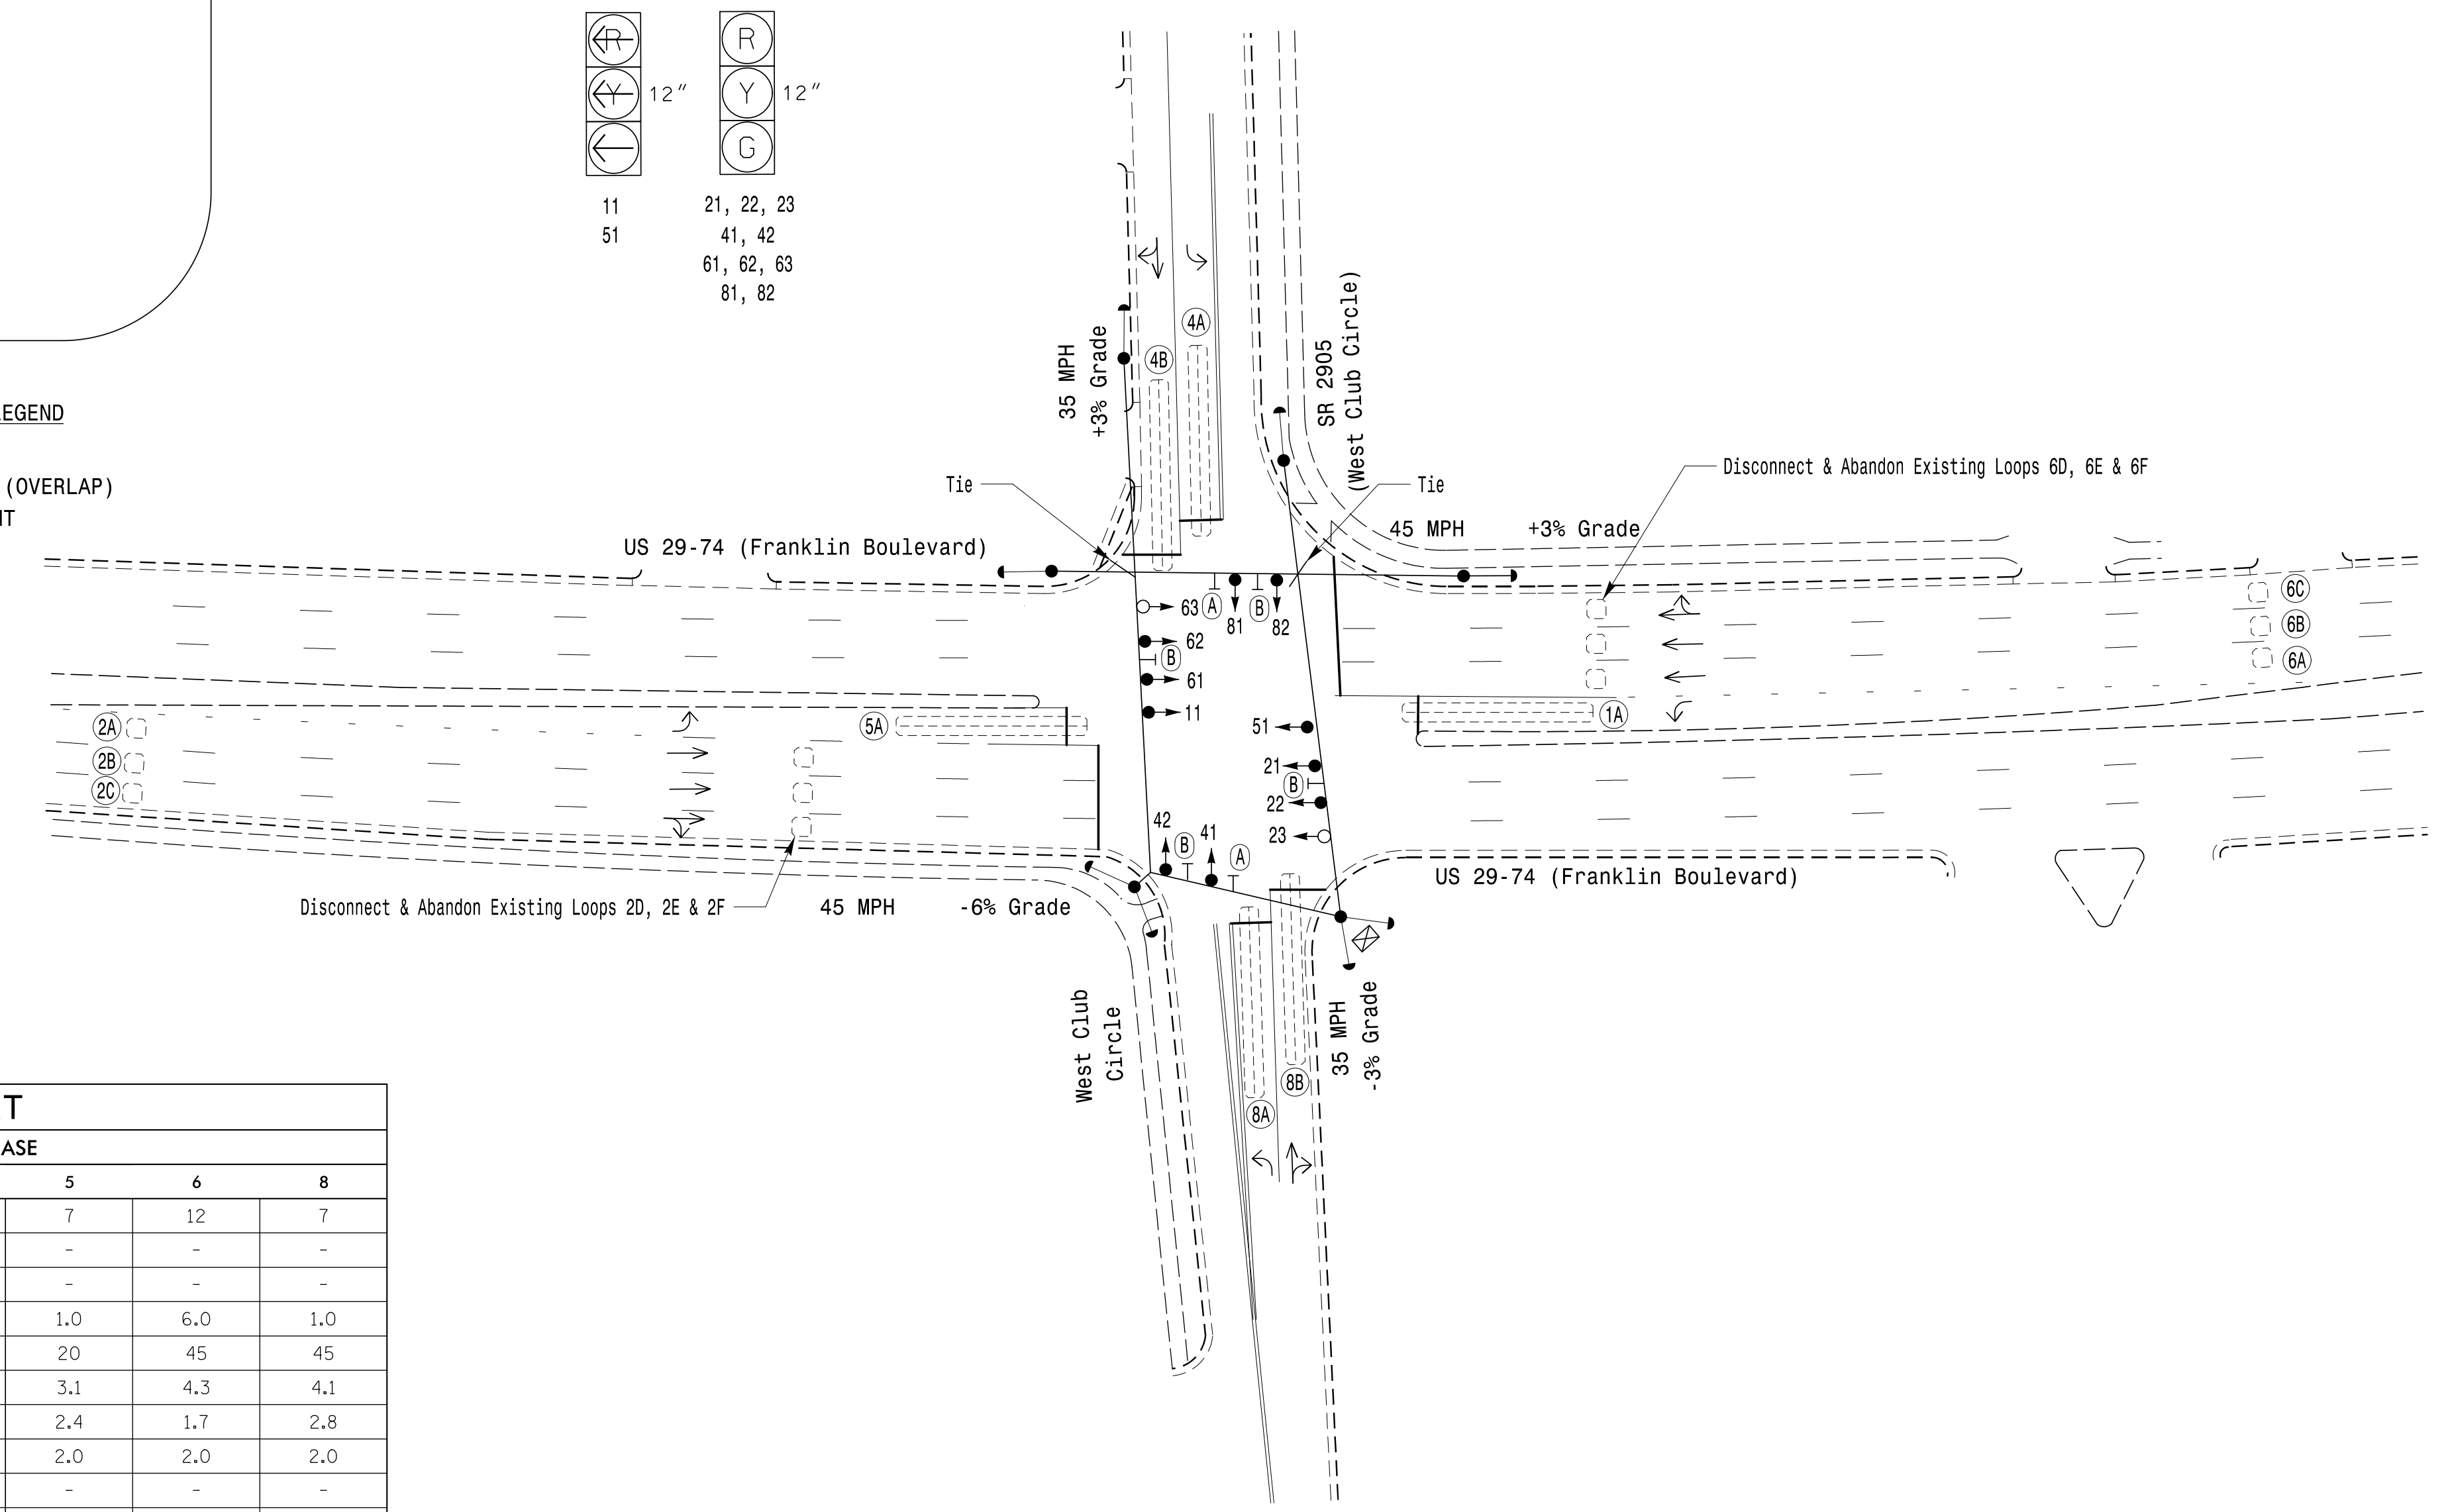 R R
Y 12" Y 12"
G
11 21, 22, 23
51 41, 42
61, 62, 63
81, 82
EGEND
(OVERLAP)
35 MPH
+3% Grade
4B
4A
SR 2905
(West Club Circle)
Tie
Tie
Disconnect & Abandon Existing Loops 6D, 6E & 6F
US 29-74 (Franklin Boulevard)
45 MPH +3% Grade
63
A
81
B
82
62
B
61
11
6C
6B
6A
2A
2B
2C
5A
1A
51
21
B
22
23
42
B
41
A
Disconnect & Abandon Existing Loops 2D, 2E & 2F
45 MPH -6% Grade
US 29-74 (Franklin Boulevard)
West Club
Circle
35 MPH
-3% Grade
8B
8A
T
ASE
5 6 8
7 12 7
- - -
- - -
1.0 6.0 1.0
20 45 45
3.1 4.3 4.1
2.4 1.7 2.8
2.0 2.0 2.0
- - -